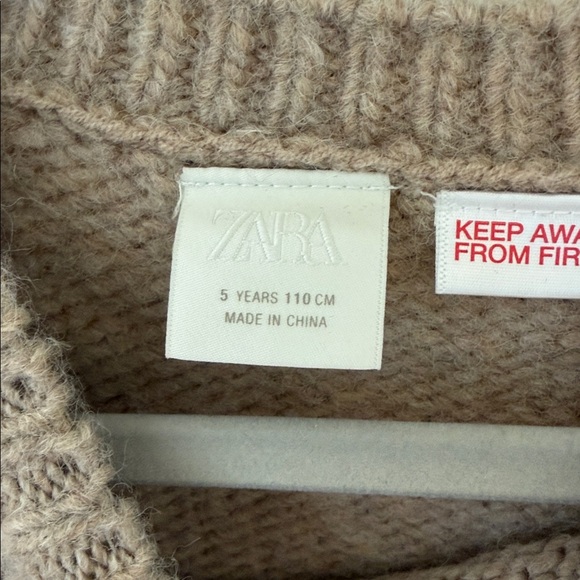 ZARA
5 YEARS 110 CM
MADE IN CHINA
KEEP AWA
FROM FIR